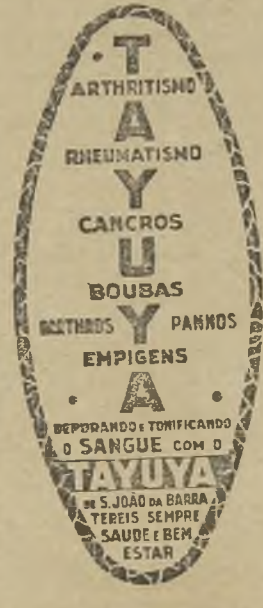 T
ARTHRITISMO
A
RHEUMATISMO
Y
CANCROS
U
BOUBAS
DARTHROS Y PANNOS
EMPIGENS
A
DEPURANDO E TONIFICANDO
O SANGUE COM O
TAYUYA
DE S. JOÃO DA BARRA
TEREIS SEMPRE
SAUDE E BEM
ESTAR